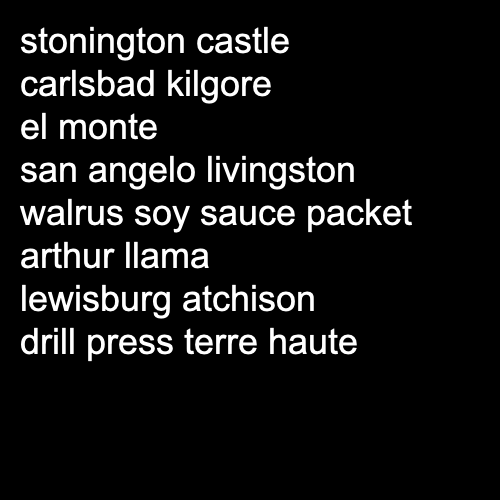 stonington castle
carlsbad kilgore
el monte
san angelo livingston
walrus soy sauce packet
arthur llama
lewisburg atchison
drill press terre haute